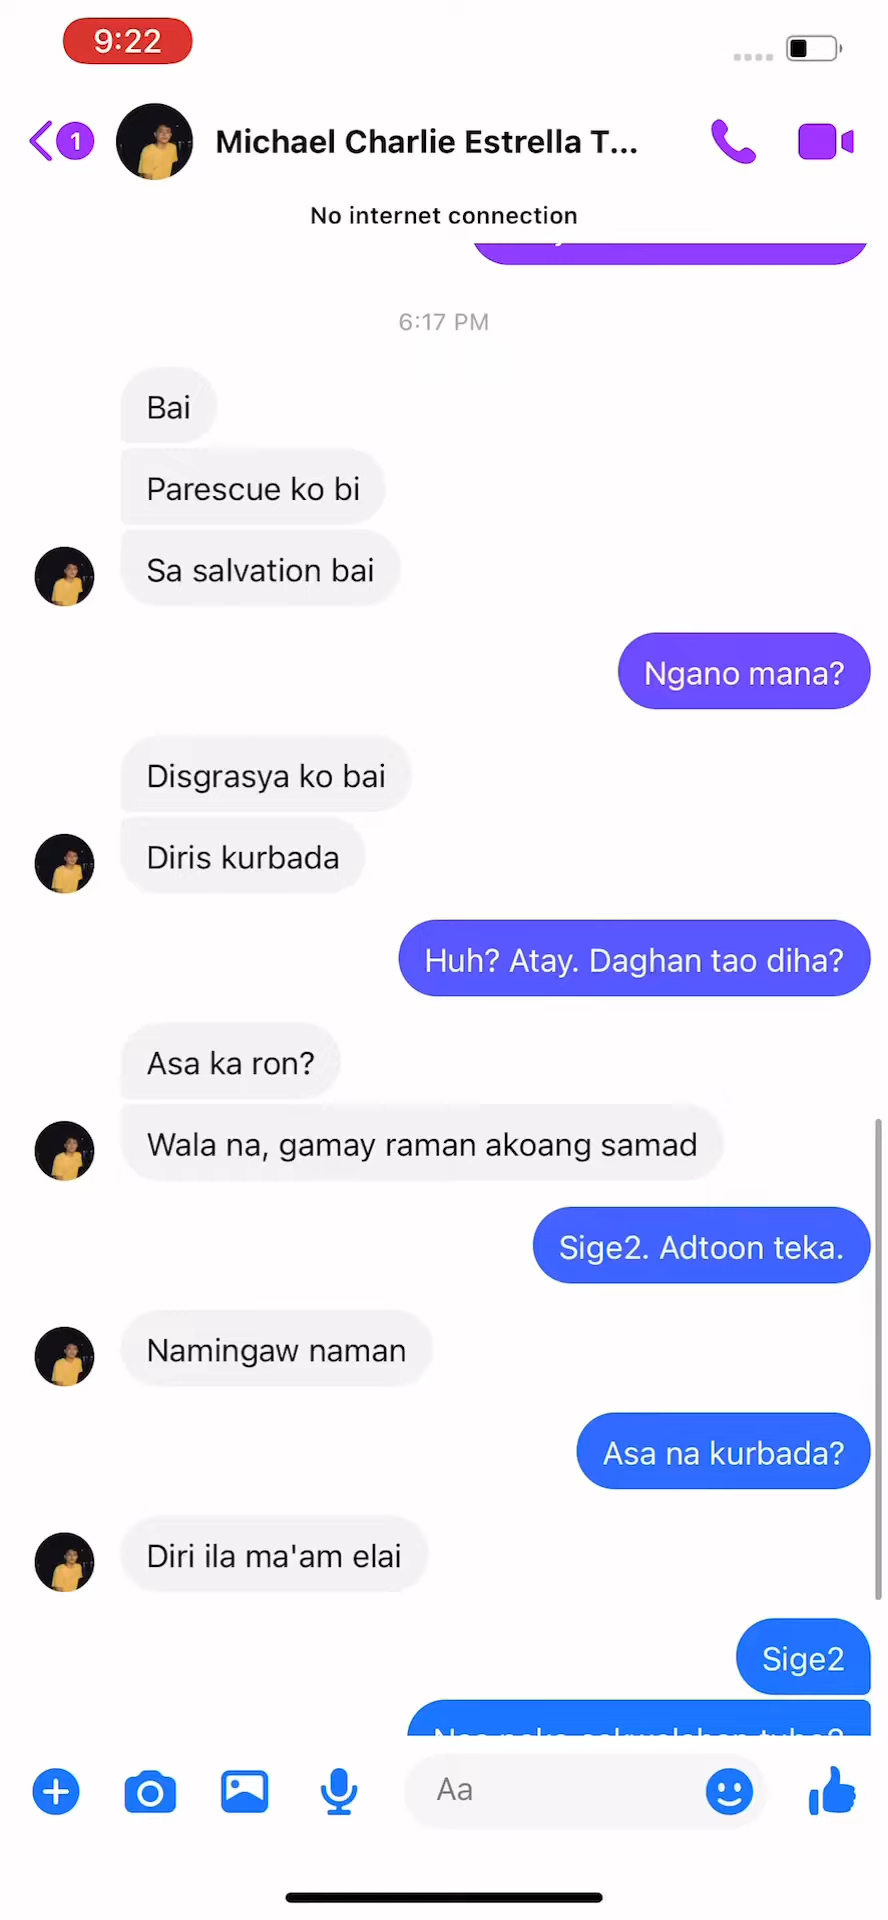 9:22
1
Michael Charlie Estrella T...
No internet connection
6:17 PM
Bai
Parescue ko bi
Sa salvation bai
Ngano mana?
Disgrasya ko bai
Diris kurbada
Huh? Atay. Daghan tao diha?
Asa ka ron?
Wala na, gamay raman akoang samad
Sige2. Adtoon teka.
Namingaw naman
Asa na kurbada?
Diri ila ma'am elai
Sige2
Aa